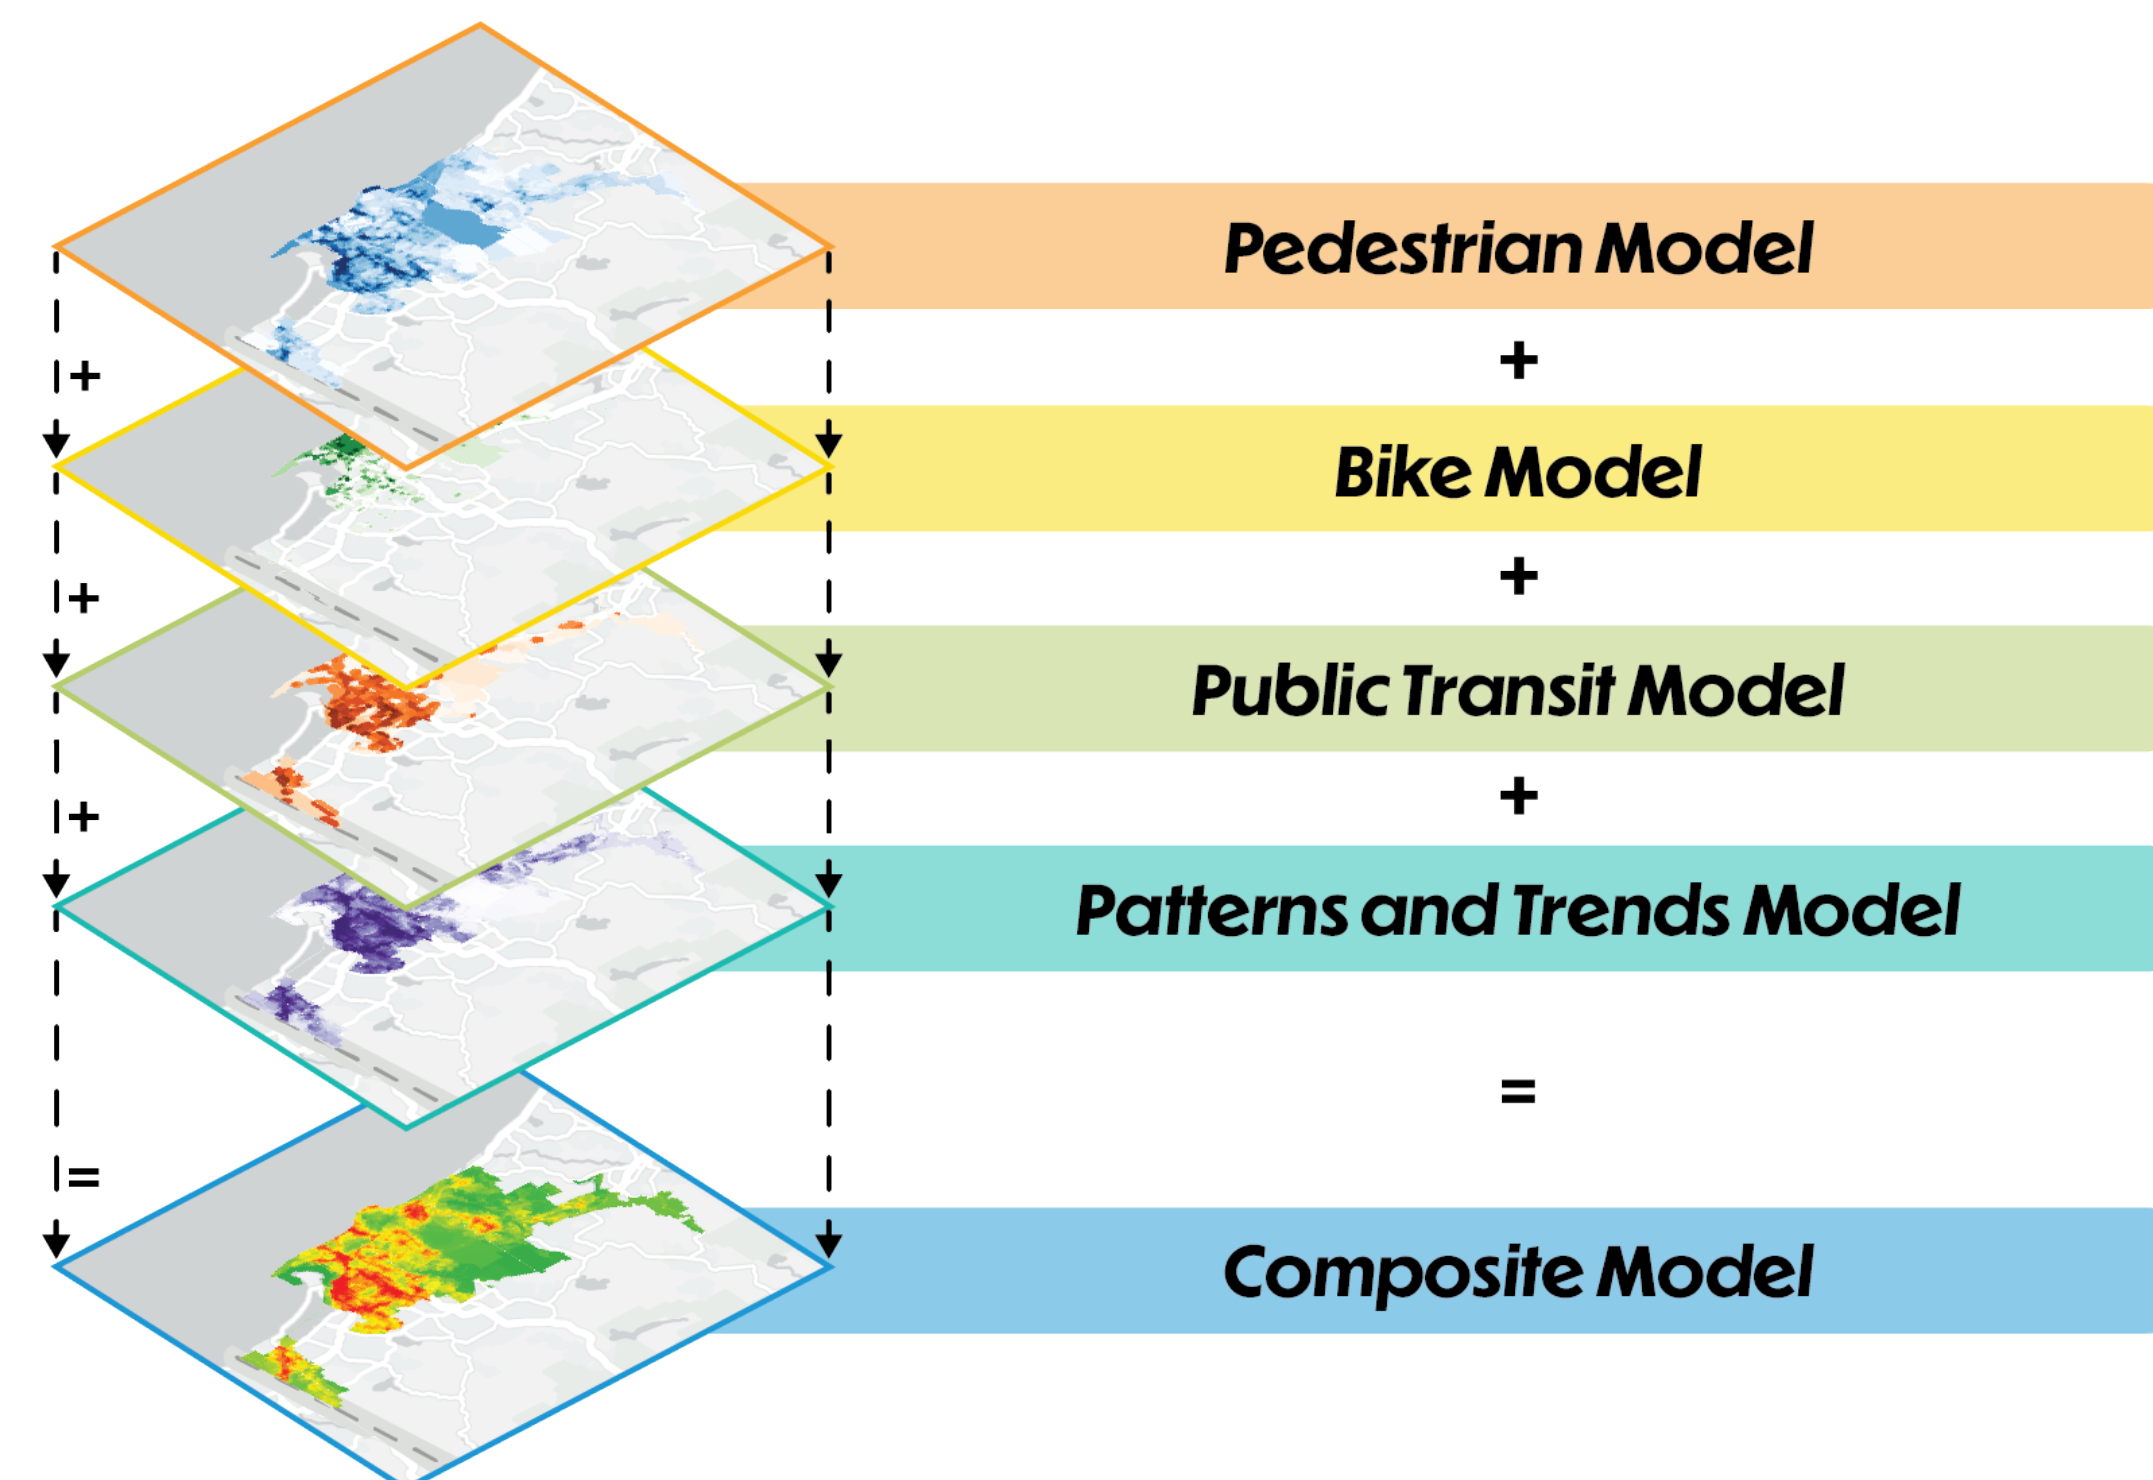 Pedestrian Model
+
+
Bike Model
+
+
Public Transit Model
+
+
Patterns and Trends Model
=
=
Composite Model